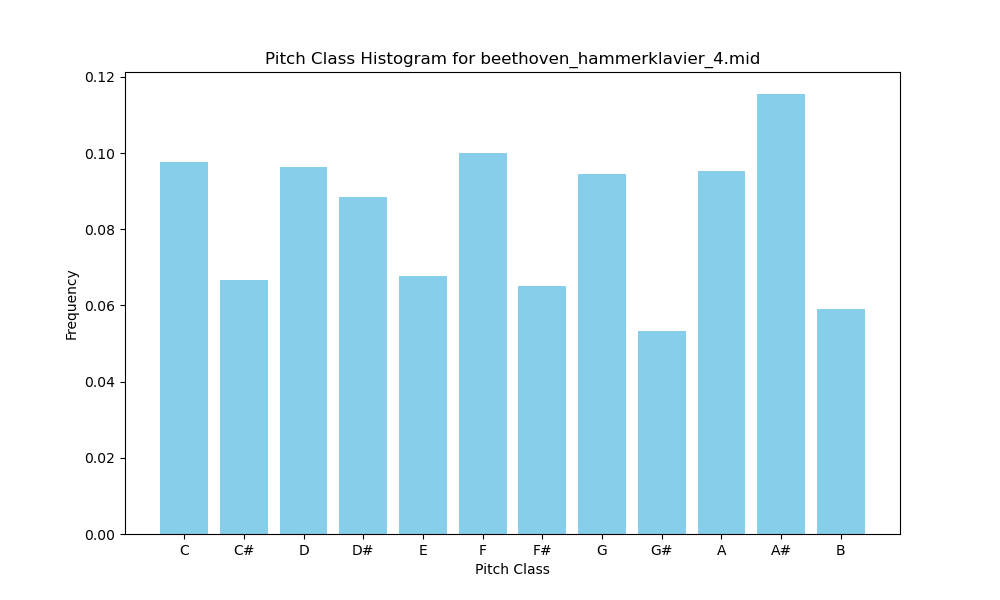 Pitch Class Histogram for beethoven_hammerklavier_4.mid
0.12
0.10
0.08
0.06
0.04
0.02
0.00
Frequency
C C# D D# E F F# G G# A A# B
Pitch Class